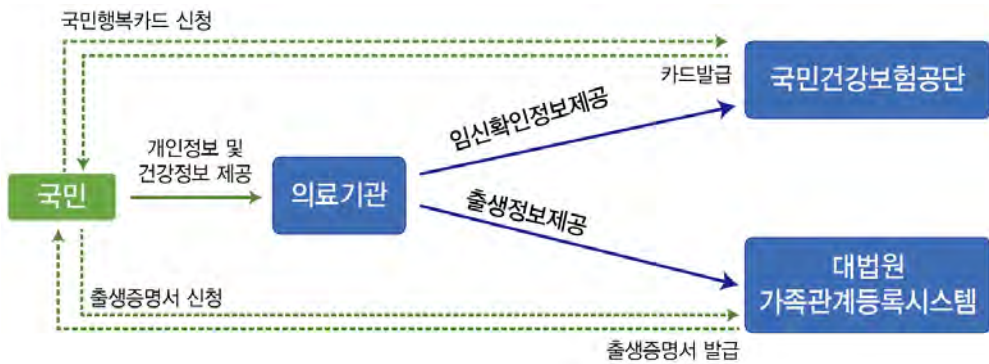 국민행복카드 신청
카드발급
국민건강보험공단
임신확인정보제공
개인정보 및
건강정보 제공
국민
의료기관
출생정보제공
대법원
가족관계등록시스템
출생증명서 신청
출생증명서 발급